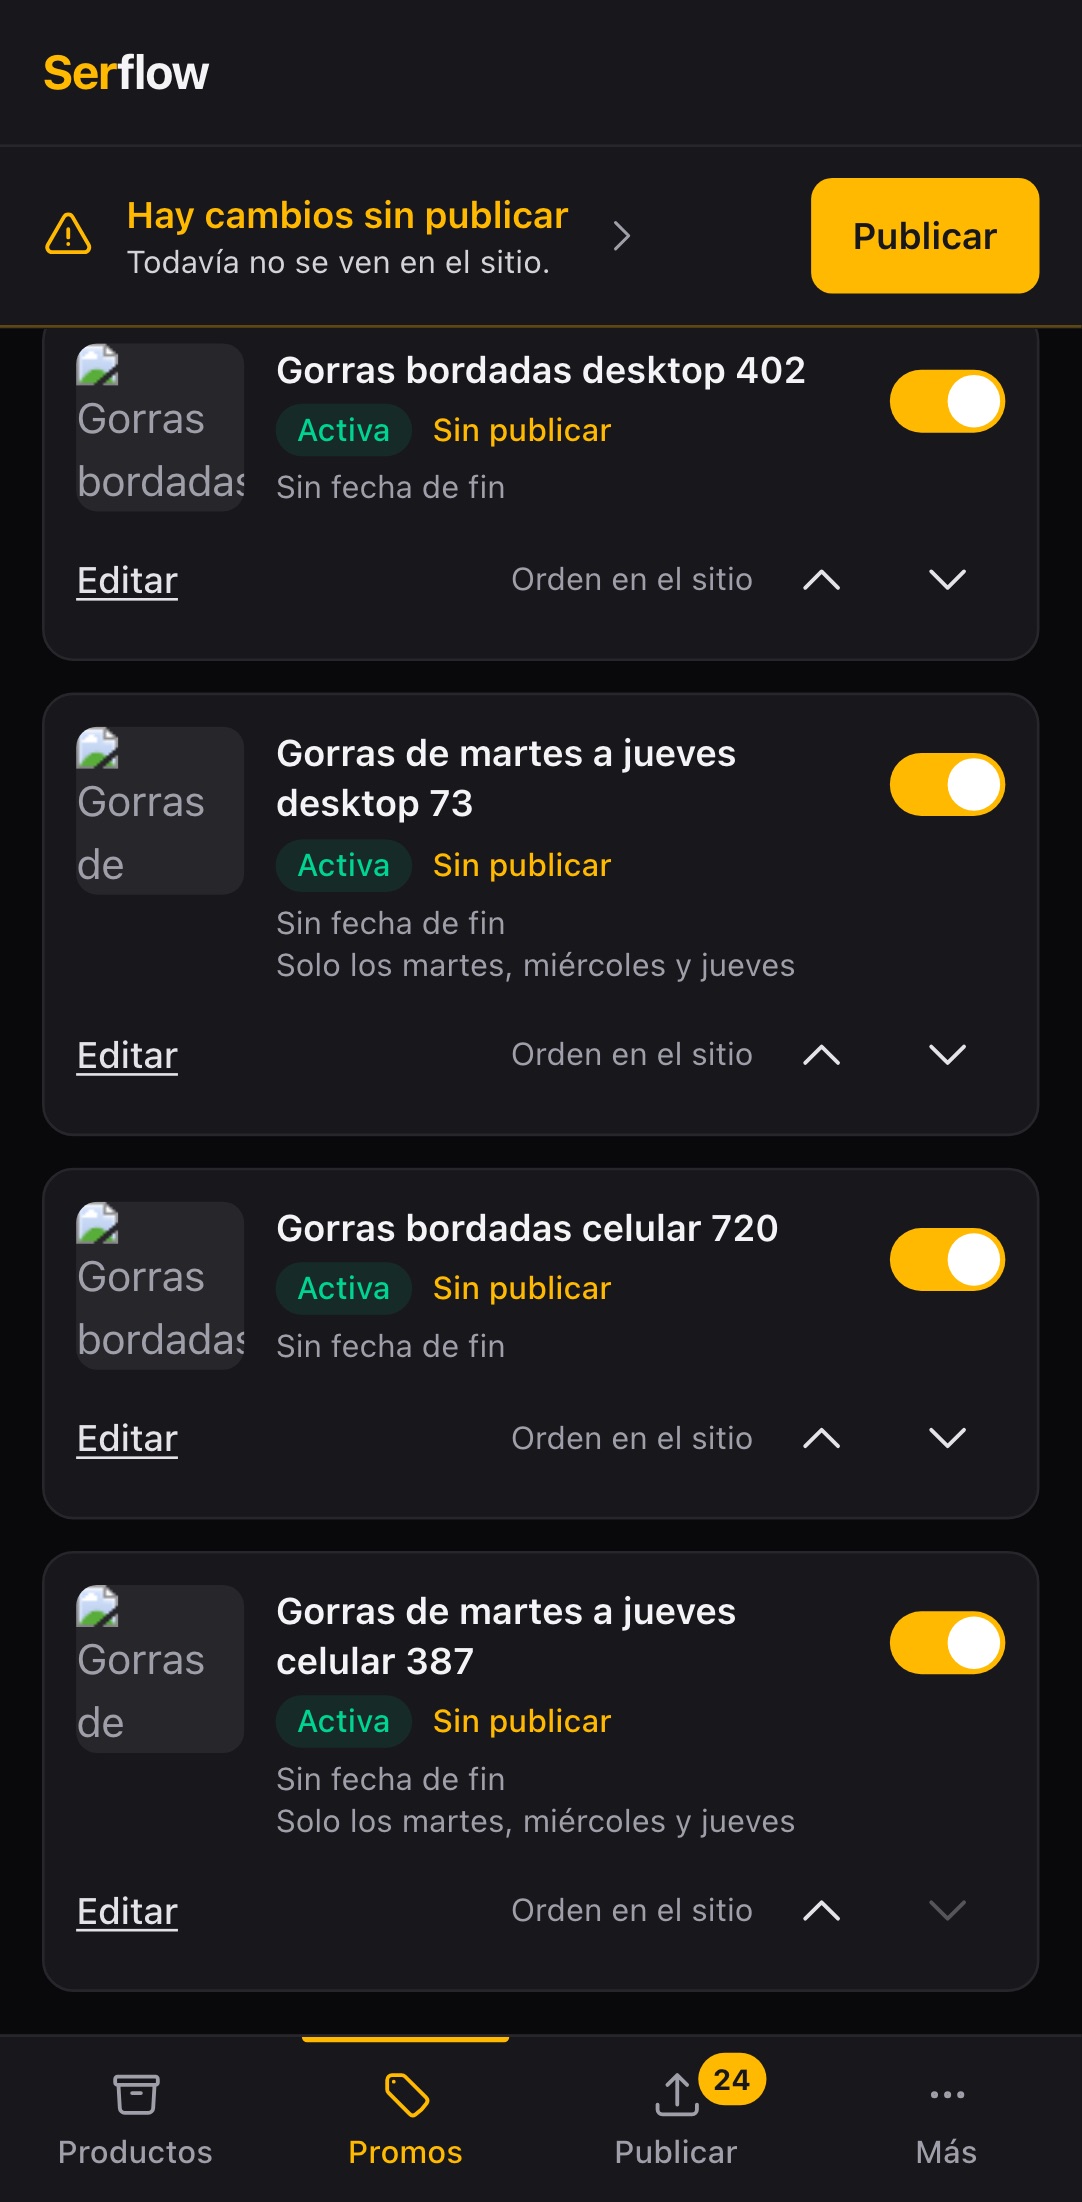 Serflow
Hay cambios sin publicar
Todavía no se ven en el sitio.
Publicar
Gorras
bordadas
Gorras bordadas desktop 402
Activa Sin publicar
Sin fecha de fin
Editar
Orden en el sitio
Gorras
de
Gorras de martes a jueves
desktop 73
Activa Sin publicar
Sin fecha de fin
Solo los martes, miércoles y jueves
Editar
Orden en el sitio
Gorras
bordadas
Gorras bordadas celular 720
Activa Sin publicar
Sin fecha de fin
Editar
Orden en el sitio
Gorras
de
Gorras de martes a jueves
celular 387
Activa Sin publicar
Sin fecha de fin
Solo los martes, miércoles y jueves
Editar
Orden en el sitio
24
Productos
Promos
Publicar
Más